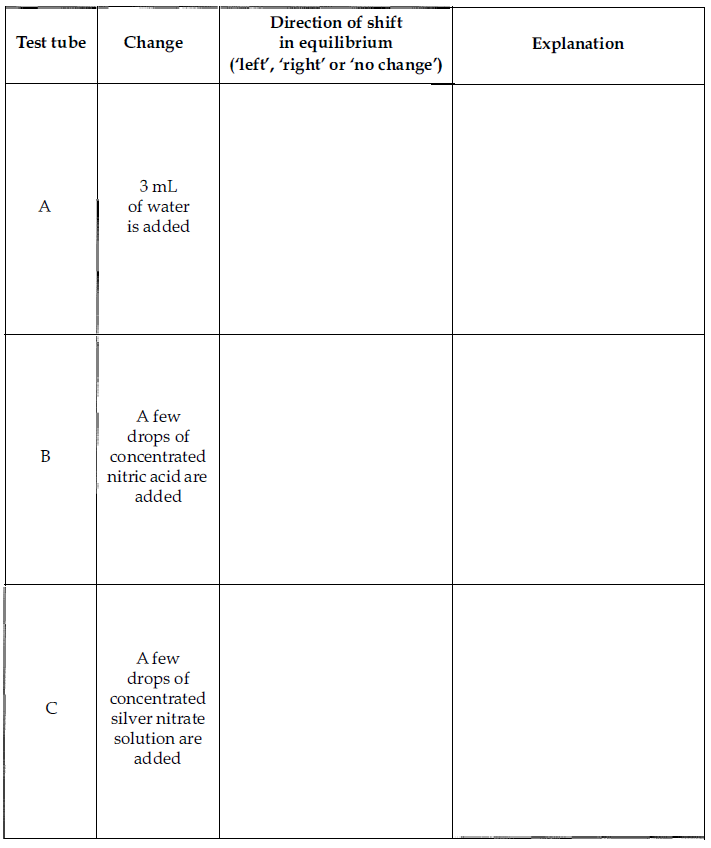 Test tube
Change
Direction of shift
in equilibrium
('left', 'right' or 'no change')
Explanation
A
3 mL
of water
is added
B
A few
drops of
concentrated
nitric acid are
added
C
A few
drops of
concentrated
silver nitrate
solution are
added